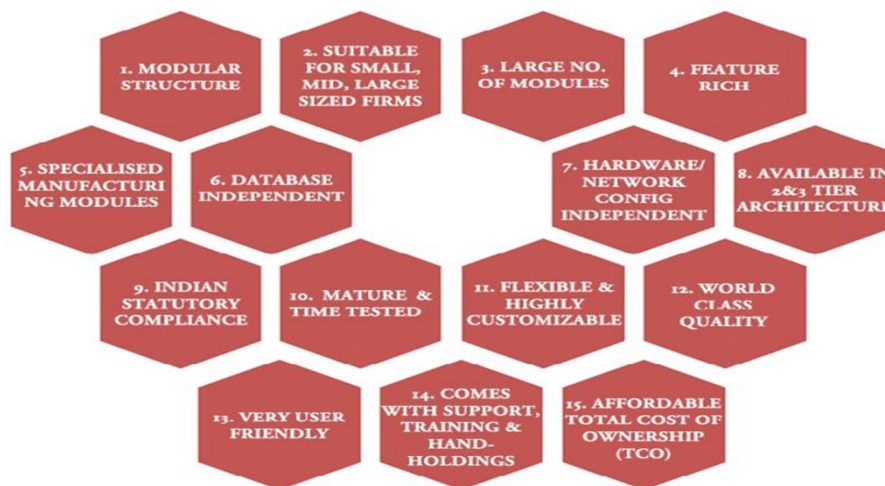 1. MODULAR
STRUCTURE
2. SUITABLE
FOR SMALL,
MID, LARGE
SIZED FIRMS
3. LARGE NO.
OF MODULES
4. FEATURE
RICH
5. SPECIALISED
MANUFACTURI
NG MODULES
6. DATABASE
INDEPENDENT
7. HARDWARE/
NETWORK
CONFIG
INDEPENDENT
8. AVAILABLE IN
2&3 TIER
ARCHITECTURE
9. INDIAN
STATUTORY
COMPLIANCE
10. MATURE &
TIME TESTED
11. FLEXIBLE &
HIGHLY
CUSTOMIZABLE
12. WORLD
CLASS
QUALITY
13. VERY USER
FRIENDLY
14. COMES
WITH SUPPORT,
TRAINING &
HAND-
HOLDINGS
15. AFFORDABLE
TOTAL COST OF
OWNERSHIP
(TCO)